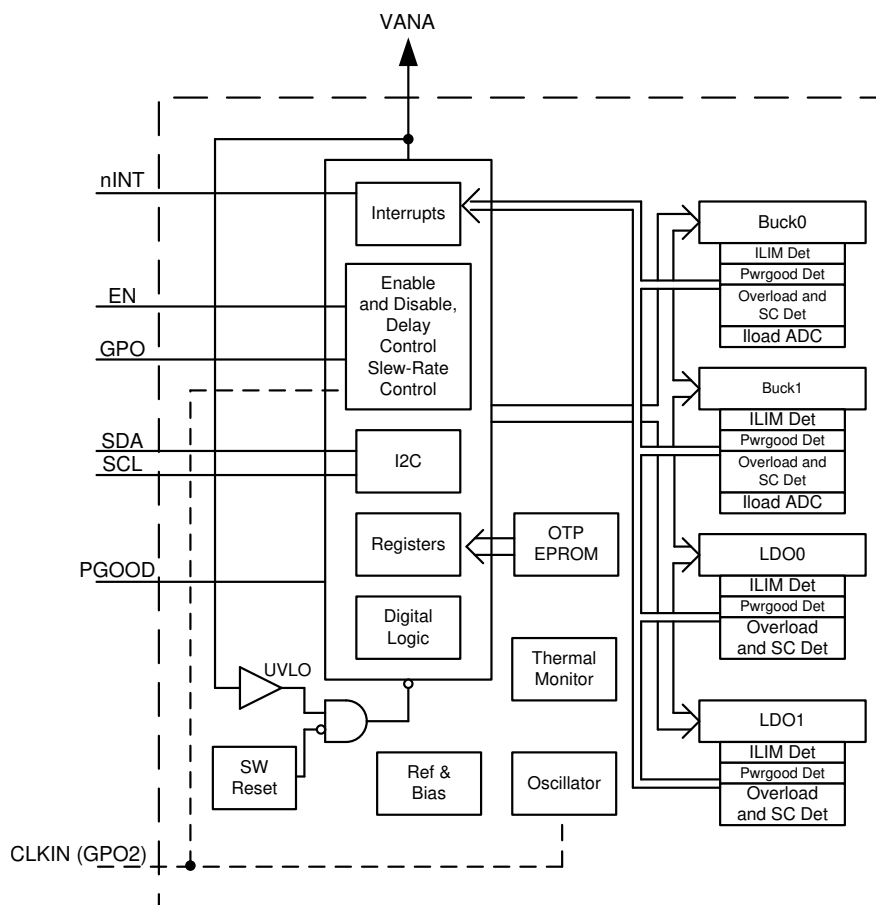 VANA
nINT
Interrupts
EN
GPO
Enable
and Disable,
Delay
Control
Slew-Rate
Control
SDA
SCL
I2C
Registers
OTP
EPROM
PGOOD
Digital
Logic
UVLO
Thermal
Monitor
SW
Reset
Ref &
Bias
Oscillator
CLKIN (GPO2)
Buck0
ILIM Det
Pwrgood Det
Overload and
SC Det
Iload ADC
Buck1
ILIM Det
Pwrgood Det
Overload and
SC Det
Iload ADC
LDO0
ILIM Det
Pwrgood Det
Overload
and SC Det
LDO1
ILIM Det
Pwrgood Det
Overload
and SC Det